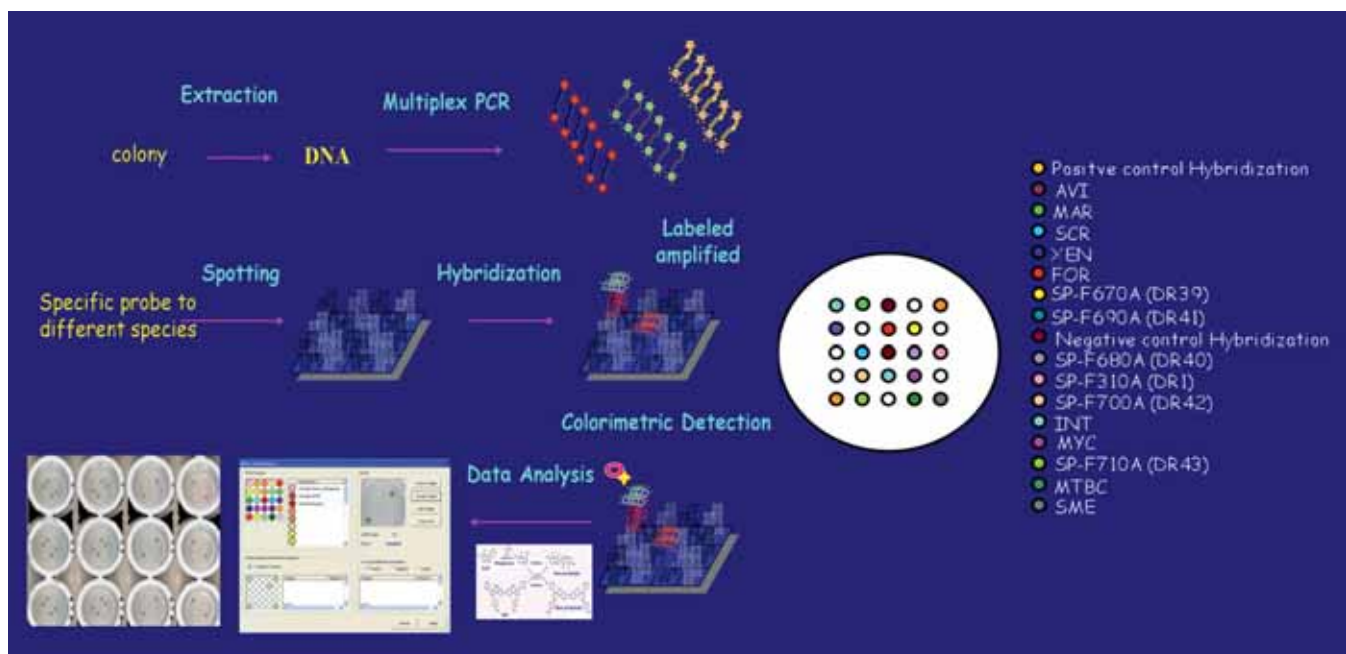 Extraction
Multiplex PCR
colony
DNA
Labeled
amplified
Spotting
Hybridization
Specific probe to
different species
Colorimetric Detection
Data Analysis
Positve control Hybridization
AVI
MAR
SCR
XEN
FOR
SP-F670A (DR39)
SP-F690A (DR41)
Negative control Hybridization
SP-F680A (DR40)
SP-F310A (DR1)
SP-F700A (DR42)
INT
MYC
SP-F710A (DR43)
MTBC
SME